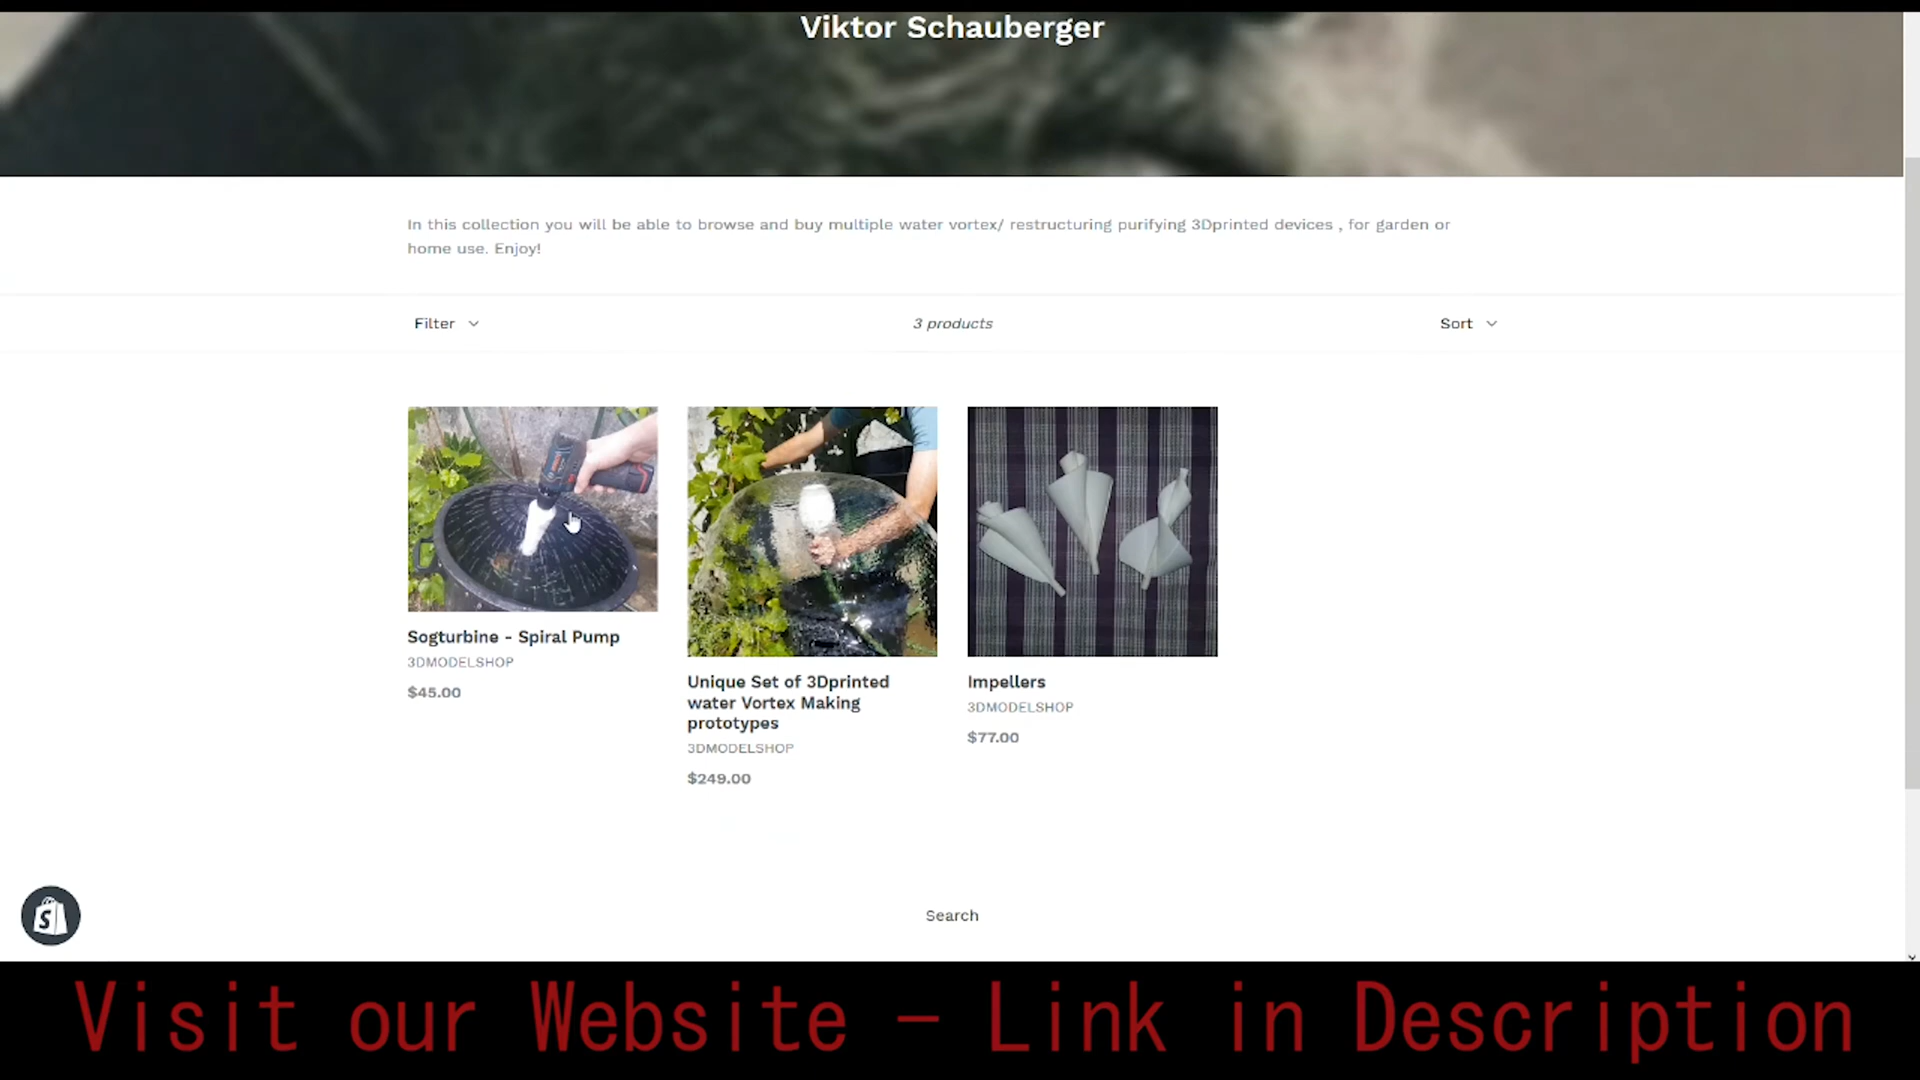 Viktor Schauberger
In this collection you will be able to browse and buy multiple water vortex/ restructuring purifying 3Dprinted devices , for garden or
home use. Enjoy!
Filter
3 products
Sort
Sogturbine - Spiral Pump
3DMODELSHOP
$45.00
Unique Set of 3Dprinted
water Vortex Making
prototypes
3DMODELSHOP
$249.00
Impellers
3DMODELSHOP
$77.00
Search
Visit our Website - Link in Description